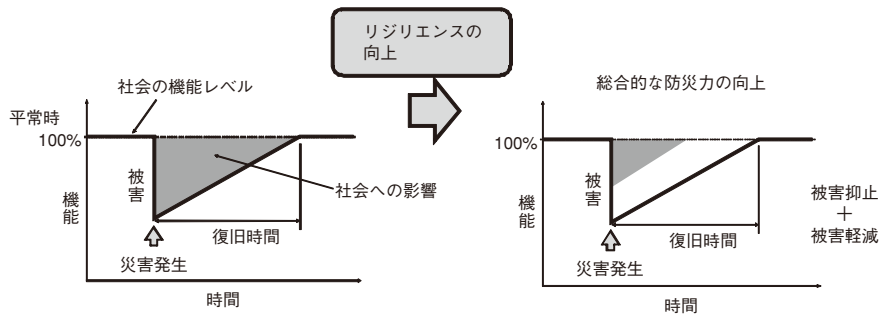 リジリエンスの
向上
社会の機能レベル
平常時
100%
機能
被害
社会への影響
復旧時間
災害発生
時間
総合的な防災力の向上
100%
機能
被害
復旧時間
災害発生
時間
被害抑止
＋
被害軽減